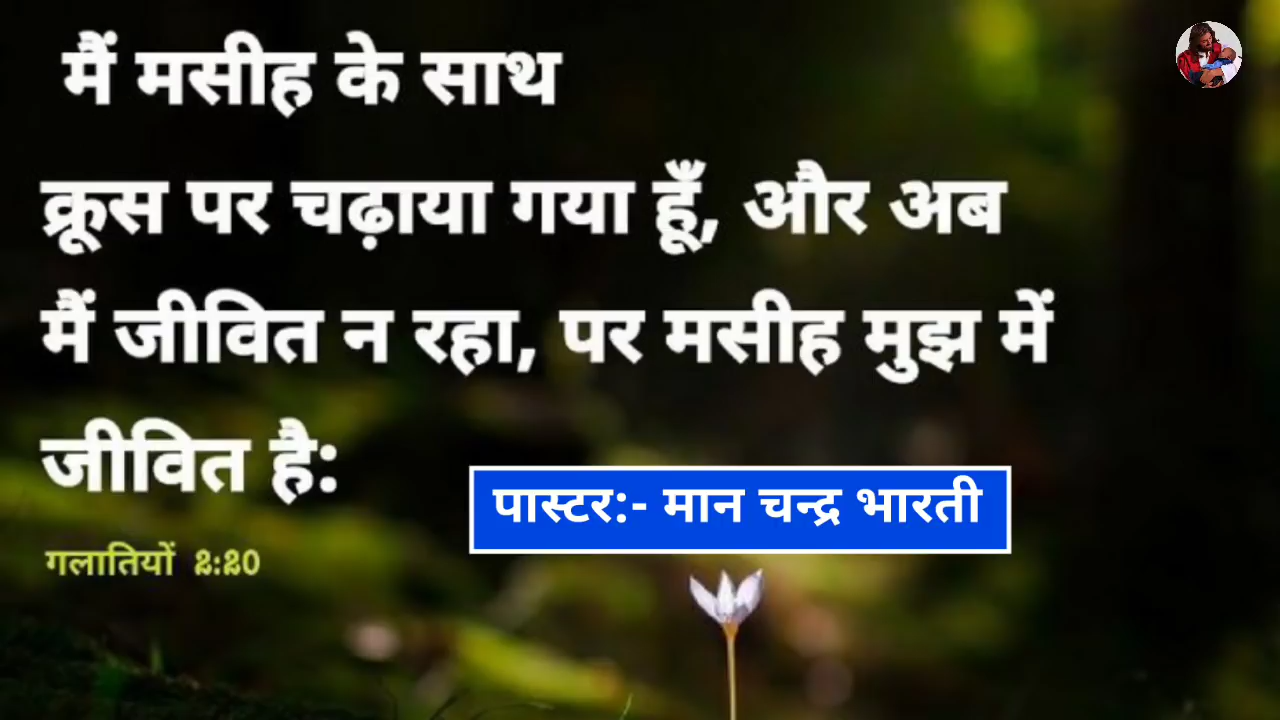 मैं मसीह के साथ
क्रूस पर चढ़ाया गया हूँ, और अब
मैं जीवित न रहा, पर मसीह मुझ में
जीवित है:
पास्टर:- मान चन्द्र भारती
गलातियों 2:20